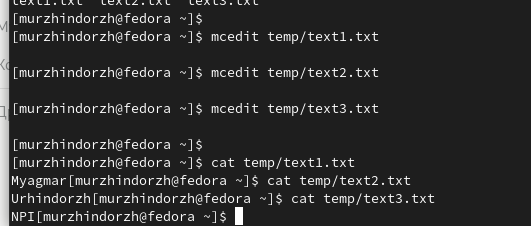 text1.txt text2.txt text3.txt
[murzhindorzh@fedora ~]$
[murzhindorzh@fedora ~]$ mcedit temp/text1.txt
[murzhindorzh@fedora ~]$ mcedit temp/text2.txt
[murzhindorzh@fedora ~]$ mcedit temp/text3.txt
[murzhindorzh@fedora ~]$
[murzhindorzh@fedora ~]$ cat temp/text1.txt
Myagmar[murzhindorzh@fedora ~]$ cat temp/text2.txt
Urhindorzh[murzhindorzh@fedora ~]$ cat temp/text3.txt
NPI[murzhindorzh@fedora ~]$